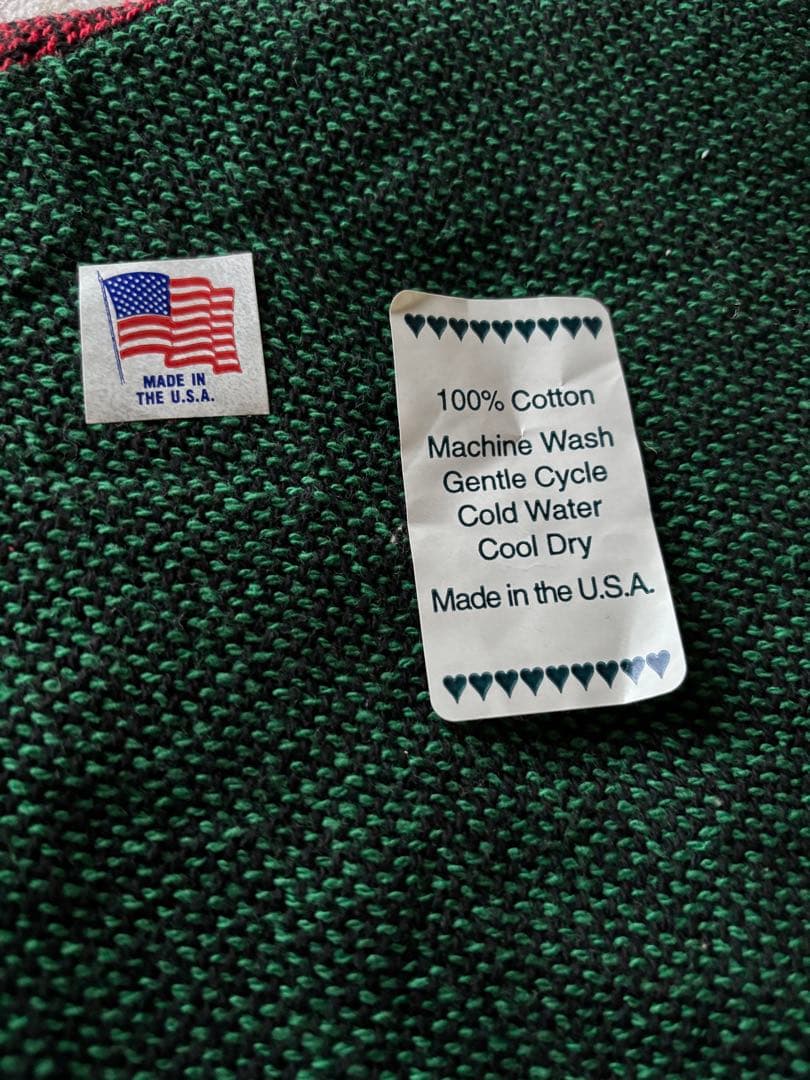 MADE IN
THE U.S.A.
100% Cotton
Machine Wash
Gentle Cycle
Cold Water
Cool Dry
Made in the U.S.A.